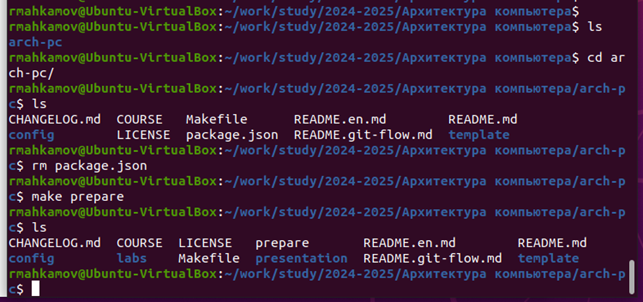 rmahkamov@Ubuntu-VirtualBox:~/work/study/2024-2025/Архитектура компьютера$
rmahkamov@Ubuntu-VirtualBox:~/work/study/2024-2025/Архитектура компьютера$ ls
arch-pc
rmahkamov@Ubuntu-VirtualBox:~/work/study/2024-2025/Архитектура компьютера$ cd ar
ch-pc/
rmahkamov@Ubuntu-VirtualBox:~/work/study/2024-2025/Архитектура компьютера/arch-p
c$ ls
CHANGELOG.md  COURSE   Makefile      README.en.md        README.md
config        LICENSE  package.json  README.git-flow.md  template
rmahkamov@Ubuntu-VirtualBox:~/work/study/2024-2025/Архитектура компьютера/arch-p
c$ rm package.json
rmahkamov@Ubuntu-VirtualBox:~/work/study/2024-2025/Архитектура компьютера/arch-p
c$ make prepare
rmahkamov@Ubuntu-VirtualBox:~/work/study/2024-2025/Архитектура компьютера/arch-p
c$ ls
CHANGELOG.md  COURSE  LICENSE   prepare       README.en.md        README.md
config        labs    Makefile  presentation  README.git-flow.md  template
rmahkamov@Ubuntu-VirtualBox:~/work/study/2024-2025/Архитектура компьютера/arch-p
c$